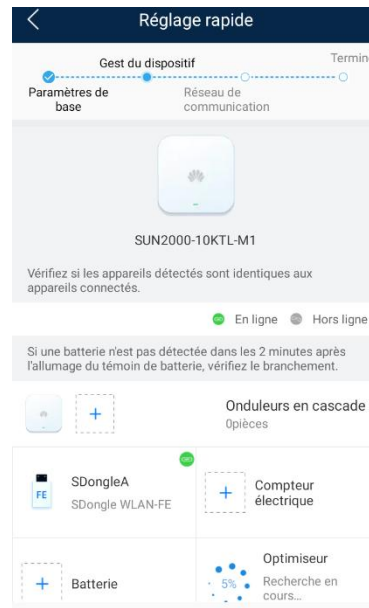 Réglage rapide
Gest du dispositif
Termin
Paramètres de
base
Réseau de
communication
SUN2000-10KTL-M1
Vérifiez si les appareils détectés sont identiques aux
appareils connectés.
En ligne
Hors ligne
Si une batterie n'est pas détectée dans les 2 minutes après
l'allumage du témoin de batterie, vérifiez le branchement.
Onduleurs en cascade
0pièces
FE
SDongleA
SDongle WLAN-FE
Compteur
électrique
Batterie
5%
Optimiseur
Recherche en
cours...